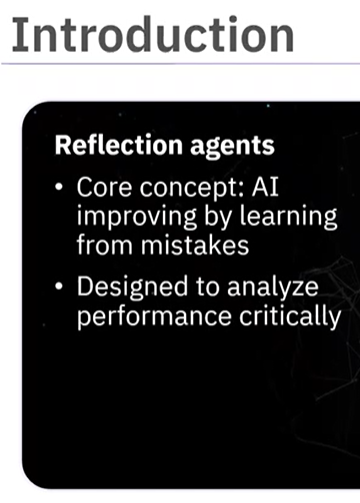 Introduction
Reflection agents
• Core concept: AI
improving by learning
from mistakes
• Designed to analyze
performance critically